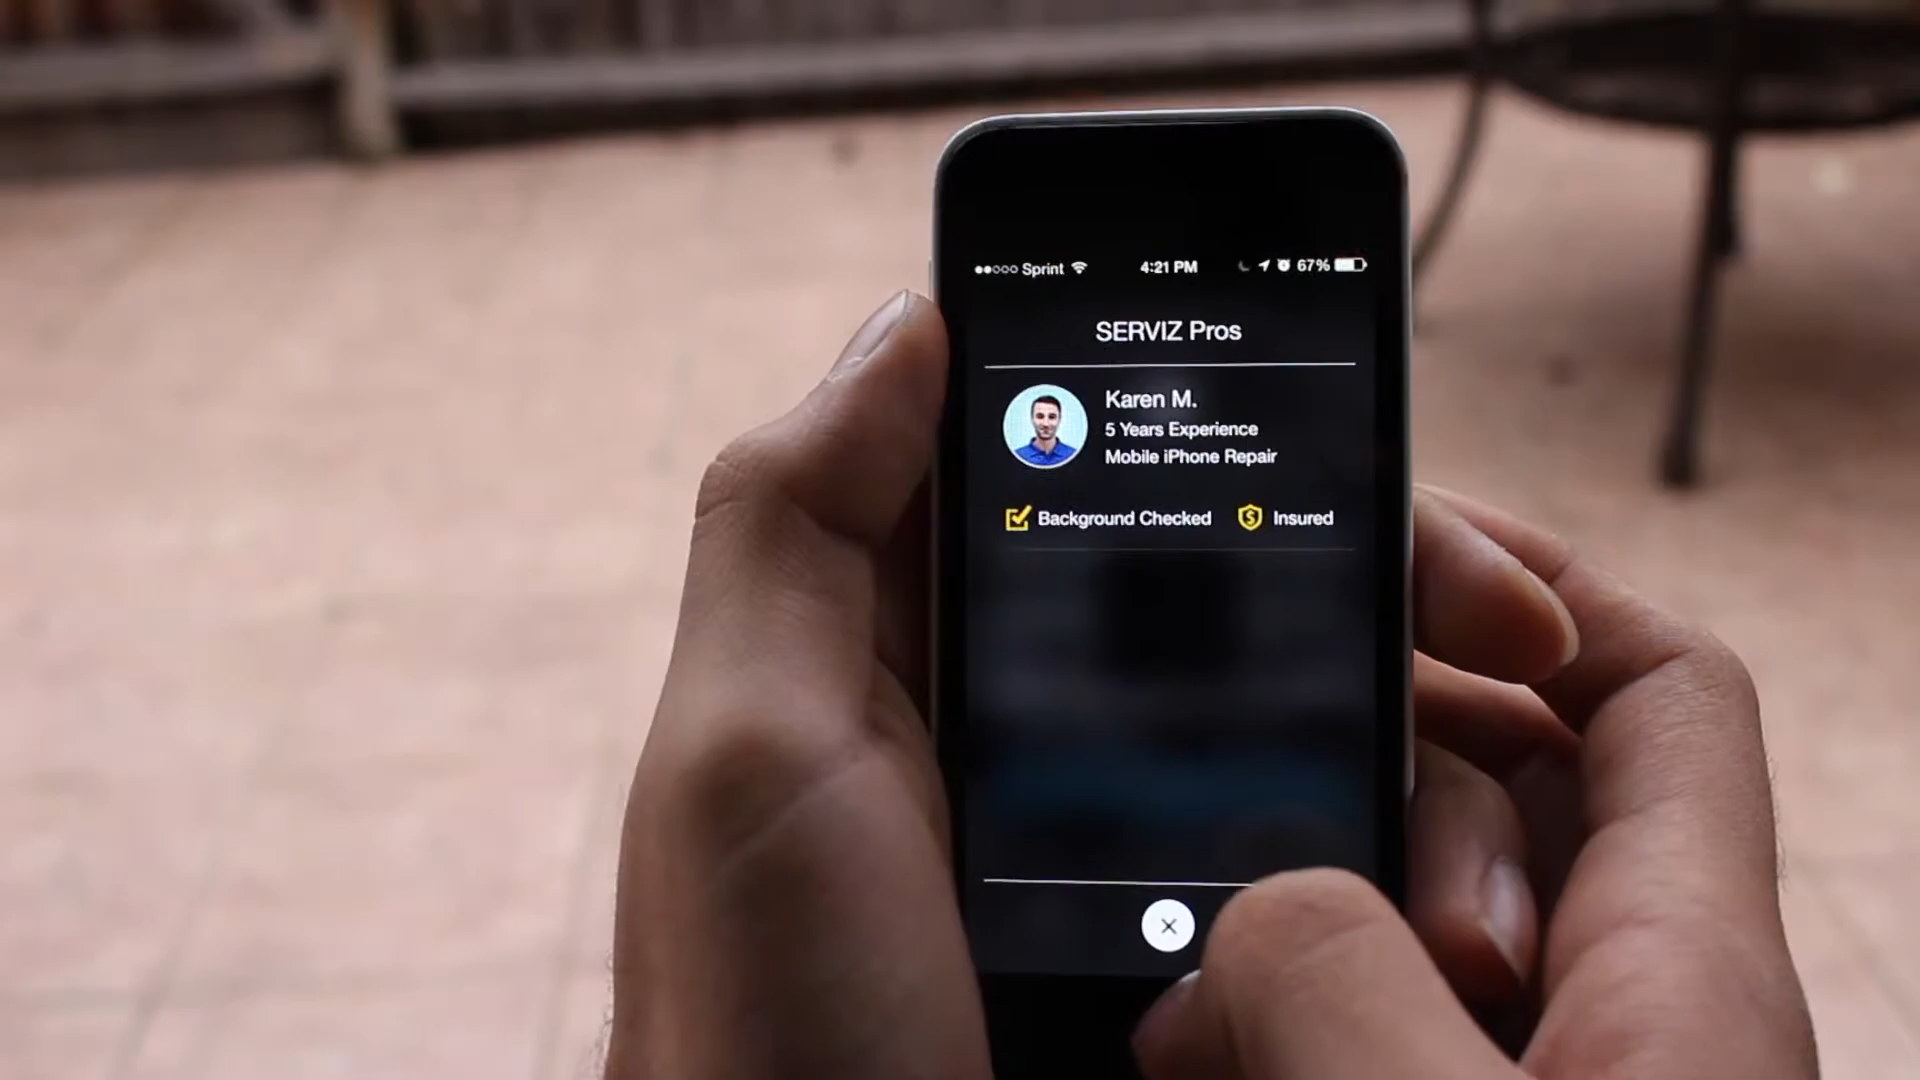 Sprint 4:21 PM 67%
SERVIZ Pros
Karen M.
5 Years Experience
Mobile iPhone Repair
Background Checked Insured